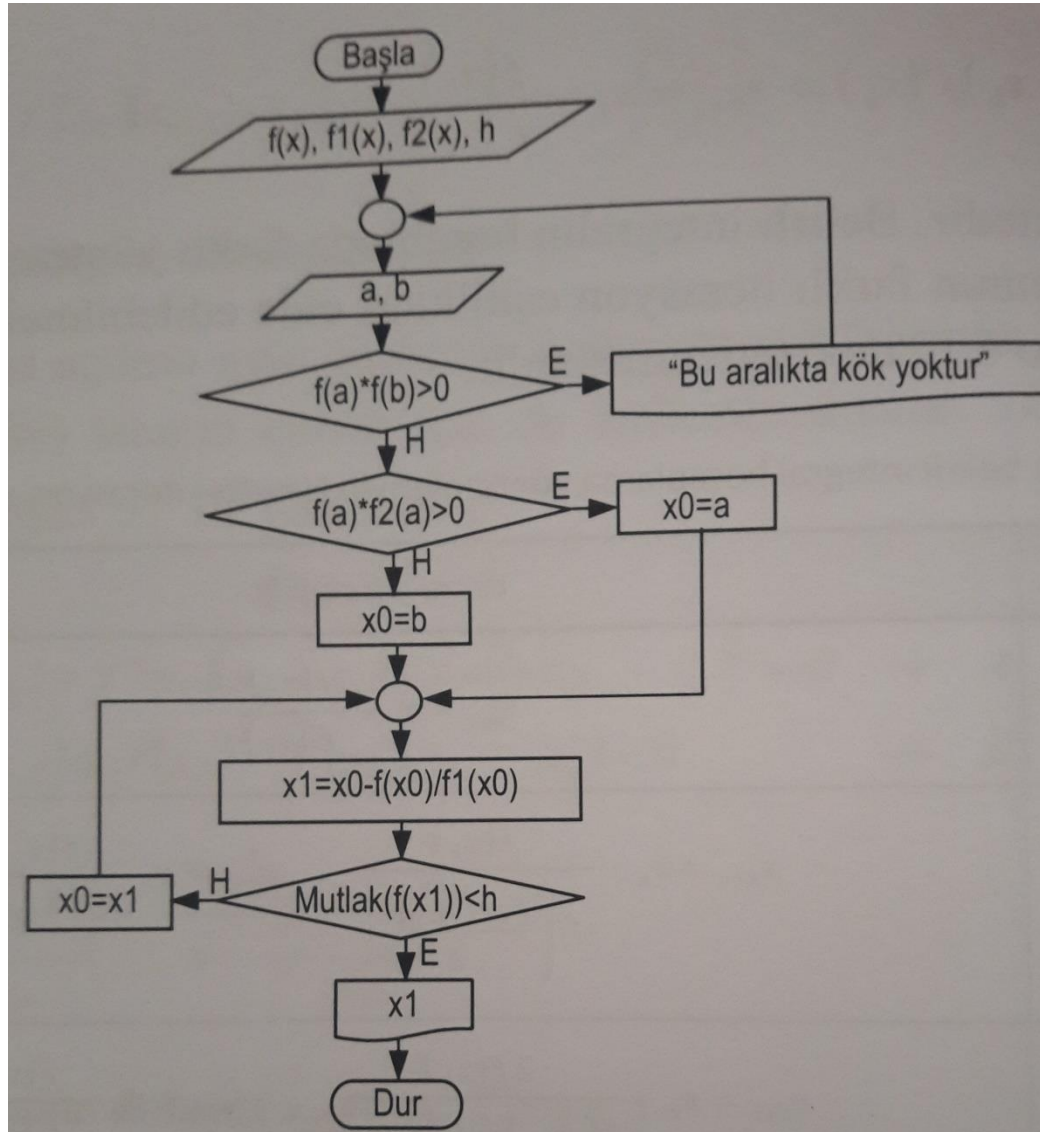 Başla
f(x), f1(x), f2(x), h
a, b
f(a)*f(b)>0
E
"Bu aralıkta kök yoktur"
H
f(a)*f2(a)>0
E
x0=a
H
x0=b
x1=x0-f(x0)/f1(x0)
Mutlak(f(x1))<h
H
x0=x1
E
x1
Dur